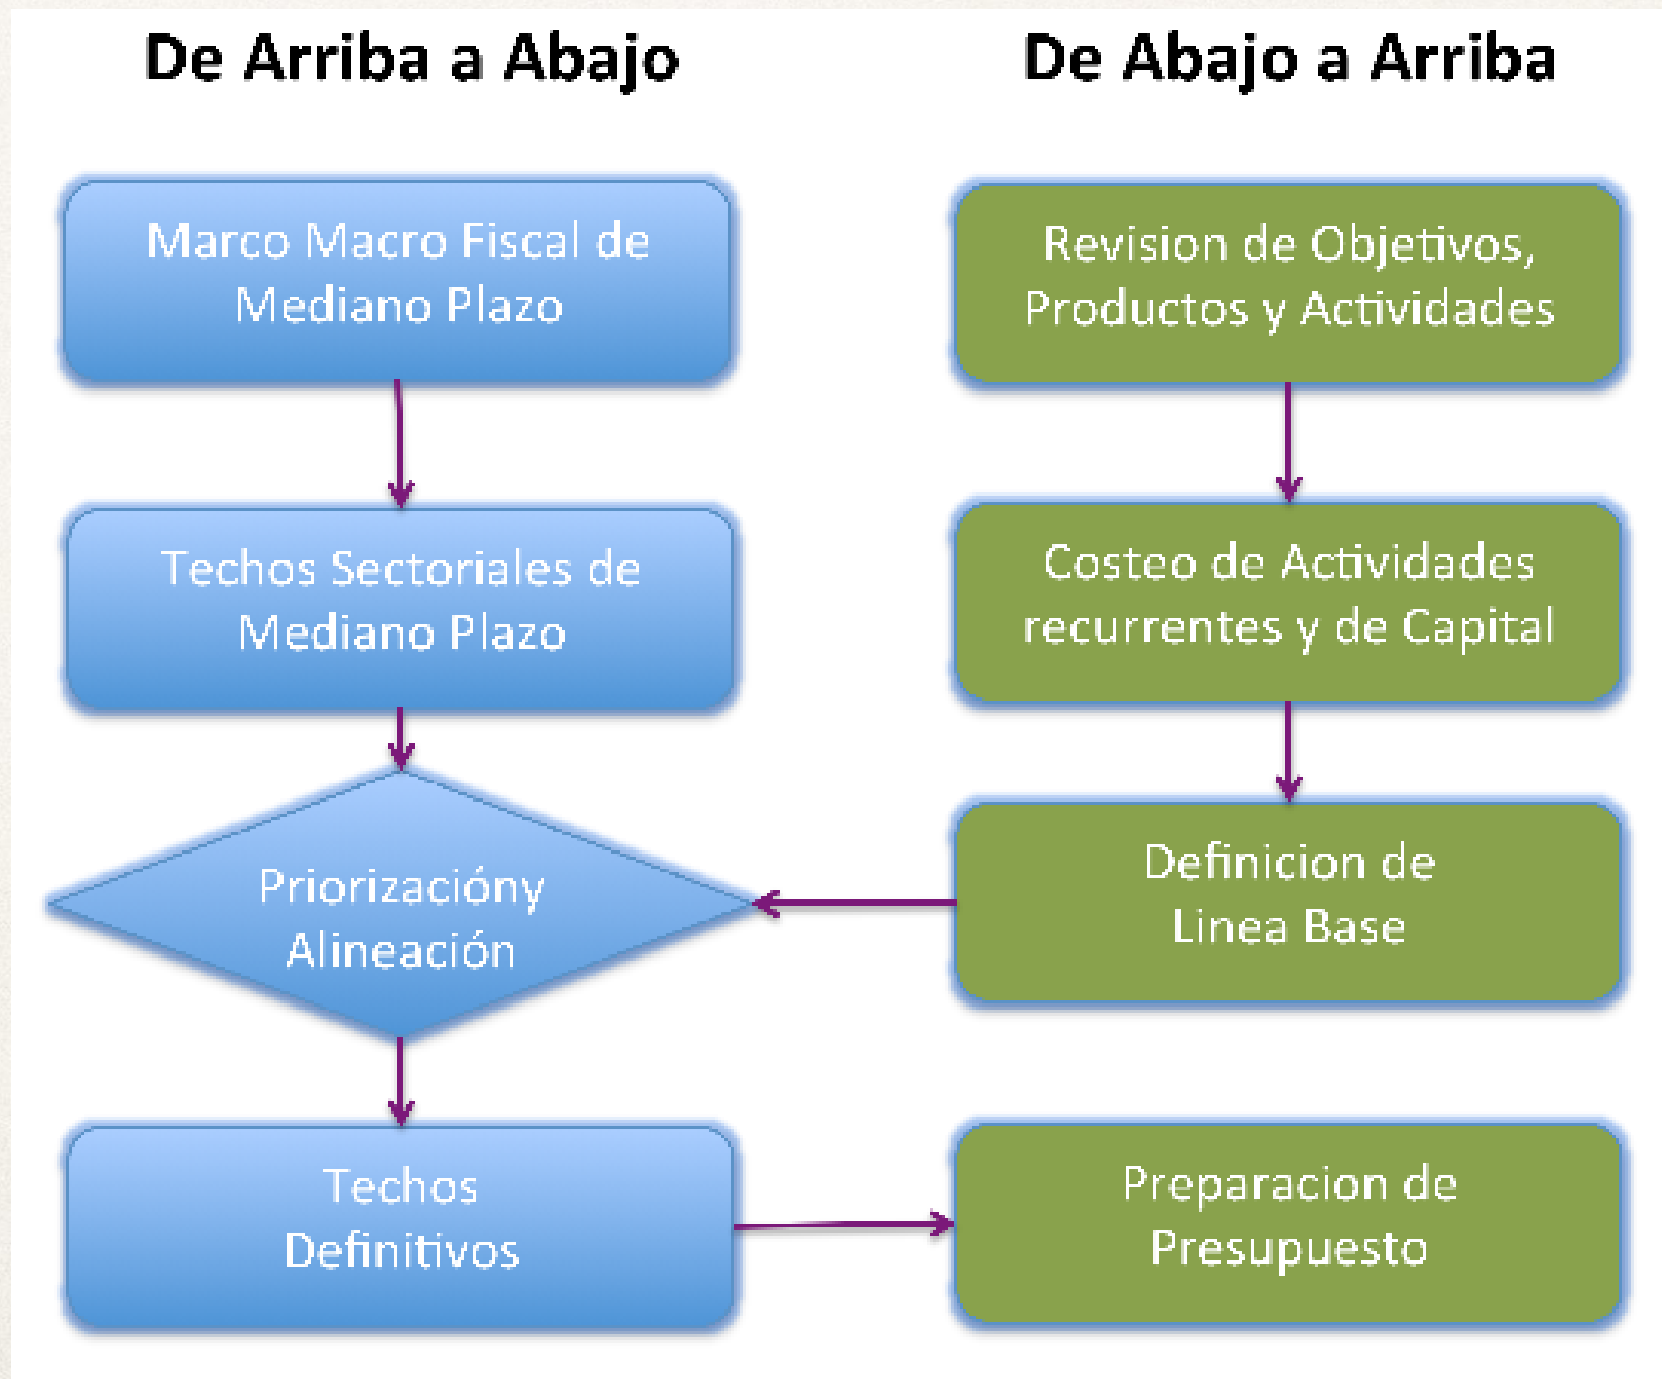 De Arriba a Abajo
De Abajo a Arriba
Marco Macro Fiscal de
Mediano Plazo
Revision de Objetivos,
Productos y Actividades
Techos Sectoriales de
Mediano Plazo
Costeo de Actividades
recurrentes y de Capital
Priorizacióny
Alineación
Definicion de
Linea Base
Techos
Definitivos
Preparacion de
Presupuesto